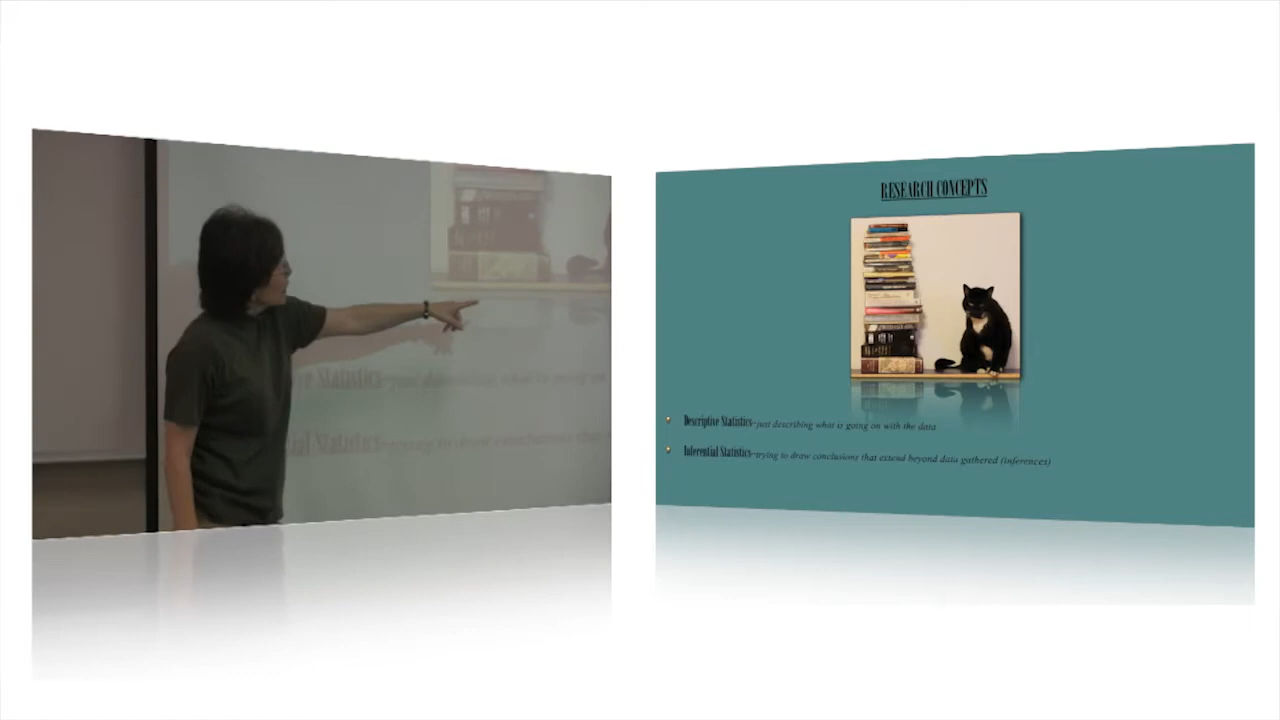 RESEARCH CONCEPTS
Descriptive Statistics-just describing what is going on with the data
Inferential Statistics-trying to draw conclusions that extend beyond data gathered (inferences)